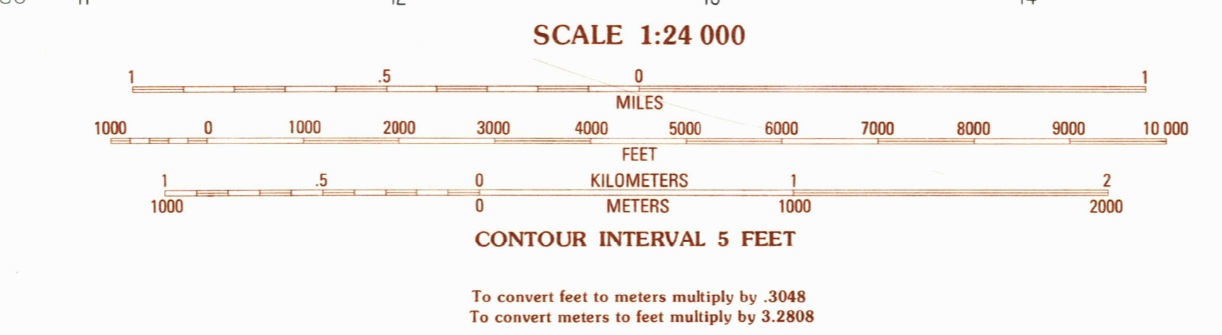 SCALE 1:24 000
1 .5 0 1
MILES
1000 0 1000 2000 3000 4000 5000 6000 7000 8000 9000 10 000
FEET
1 .5 0 KILOMETERS 1 2
1000 0 METERS 1000 2000
CONTOUR INTERVAL 5 FEET
To convert feet to meters multiply by .3048
To convert meters to feet multiply by 3.2808